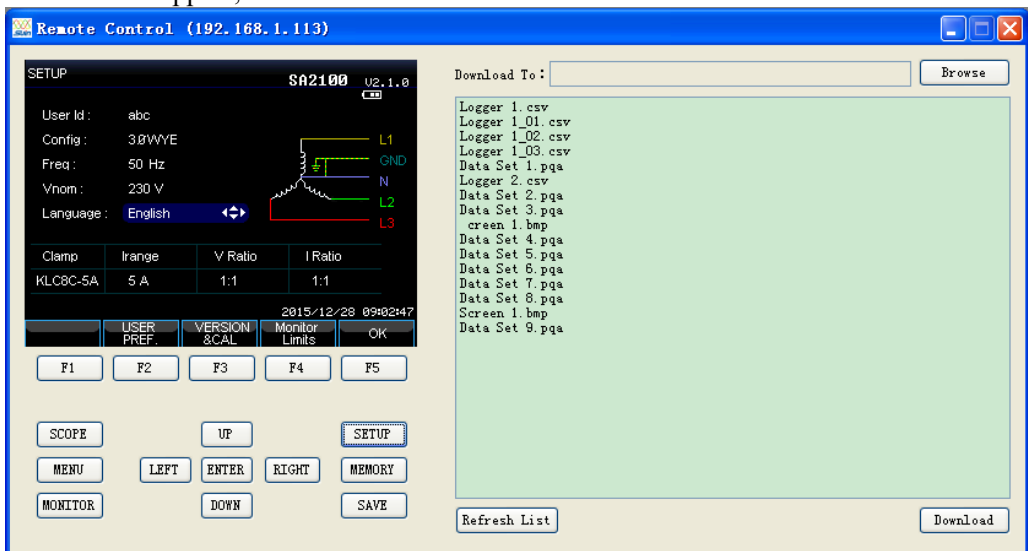 Remote Control (192.168.1.113)
SETUP
SA2100 V2.1.0
User Id : abc
Config : 3ØWYE
Freq : 50 Hz
Vnom : 230 V
Language : English
L1
GND
N
L2
L3
Clamp Irange V Ratio I Ratio
KLC8C-5A 5 A 1:1 1:1
2015/12/28 09:02:47
USER PREF. VERSION &CAL Monitor Limits OK
F1 F2 F3 F4 F5
SCOPE UP SETUP
MENU LEFT ENTER RIGHT MEMORY
MONITOR DOWN SAVE
Download To: Browse
Logger 1.csv
Logger 1_01.csv
Logger 1_02.csv
Logger 1_03.csv
Data Set 1.pqa
Logger 2.csv
Data Set 2.pqa
Data Set 3.pqa
creen 1.bmp
Data Set 4.pqa
Data Set 5.pqa
Data Set 6.pqa
Data Set 7.pqa
Data Set 8.pqa
Screen 1.bmp
Data Set 9.pqa
Refresh List Download